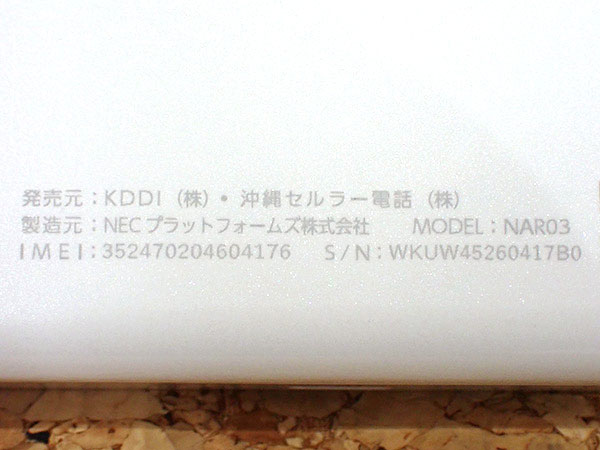 発売元：KDDI（株）・沖縄セルラー電話（株）
製造元：NECプラットフォームズ株式会社　MODEL：NAR03
IMEI：352470204604176　S/N：WKUW45260417B0